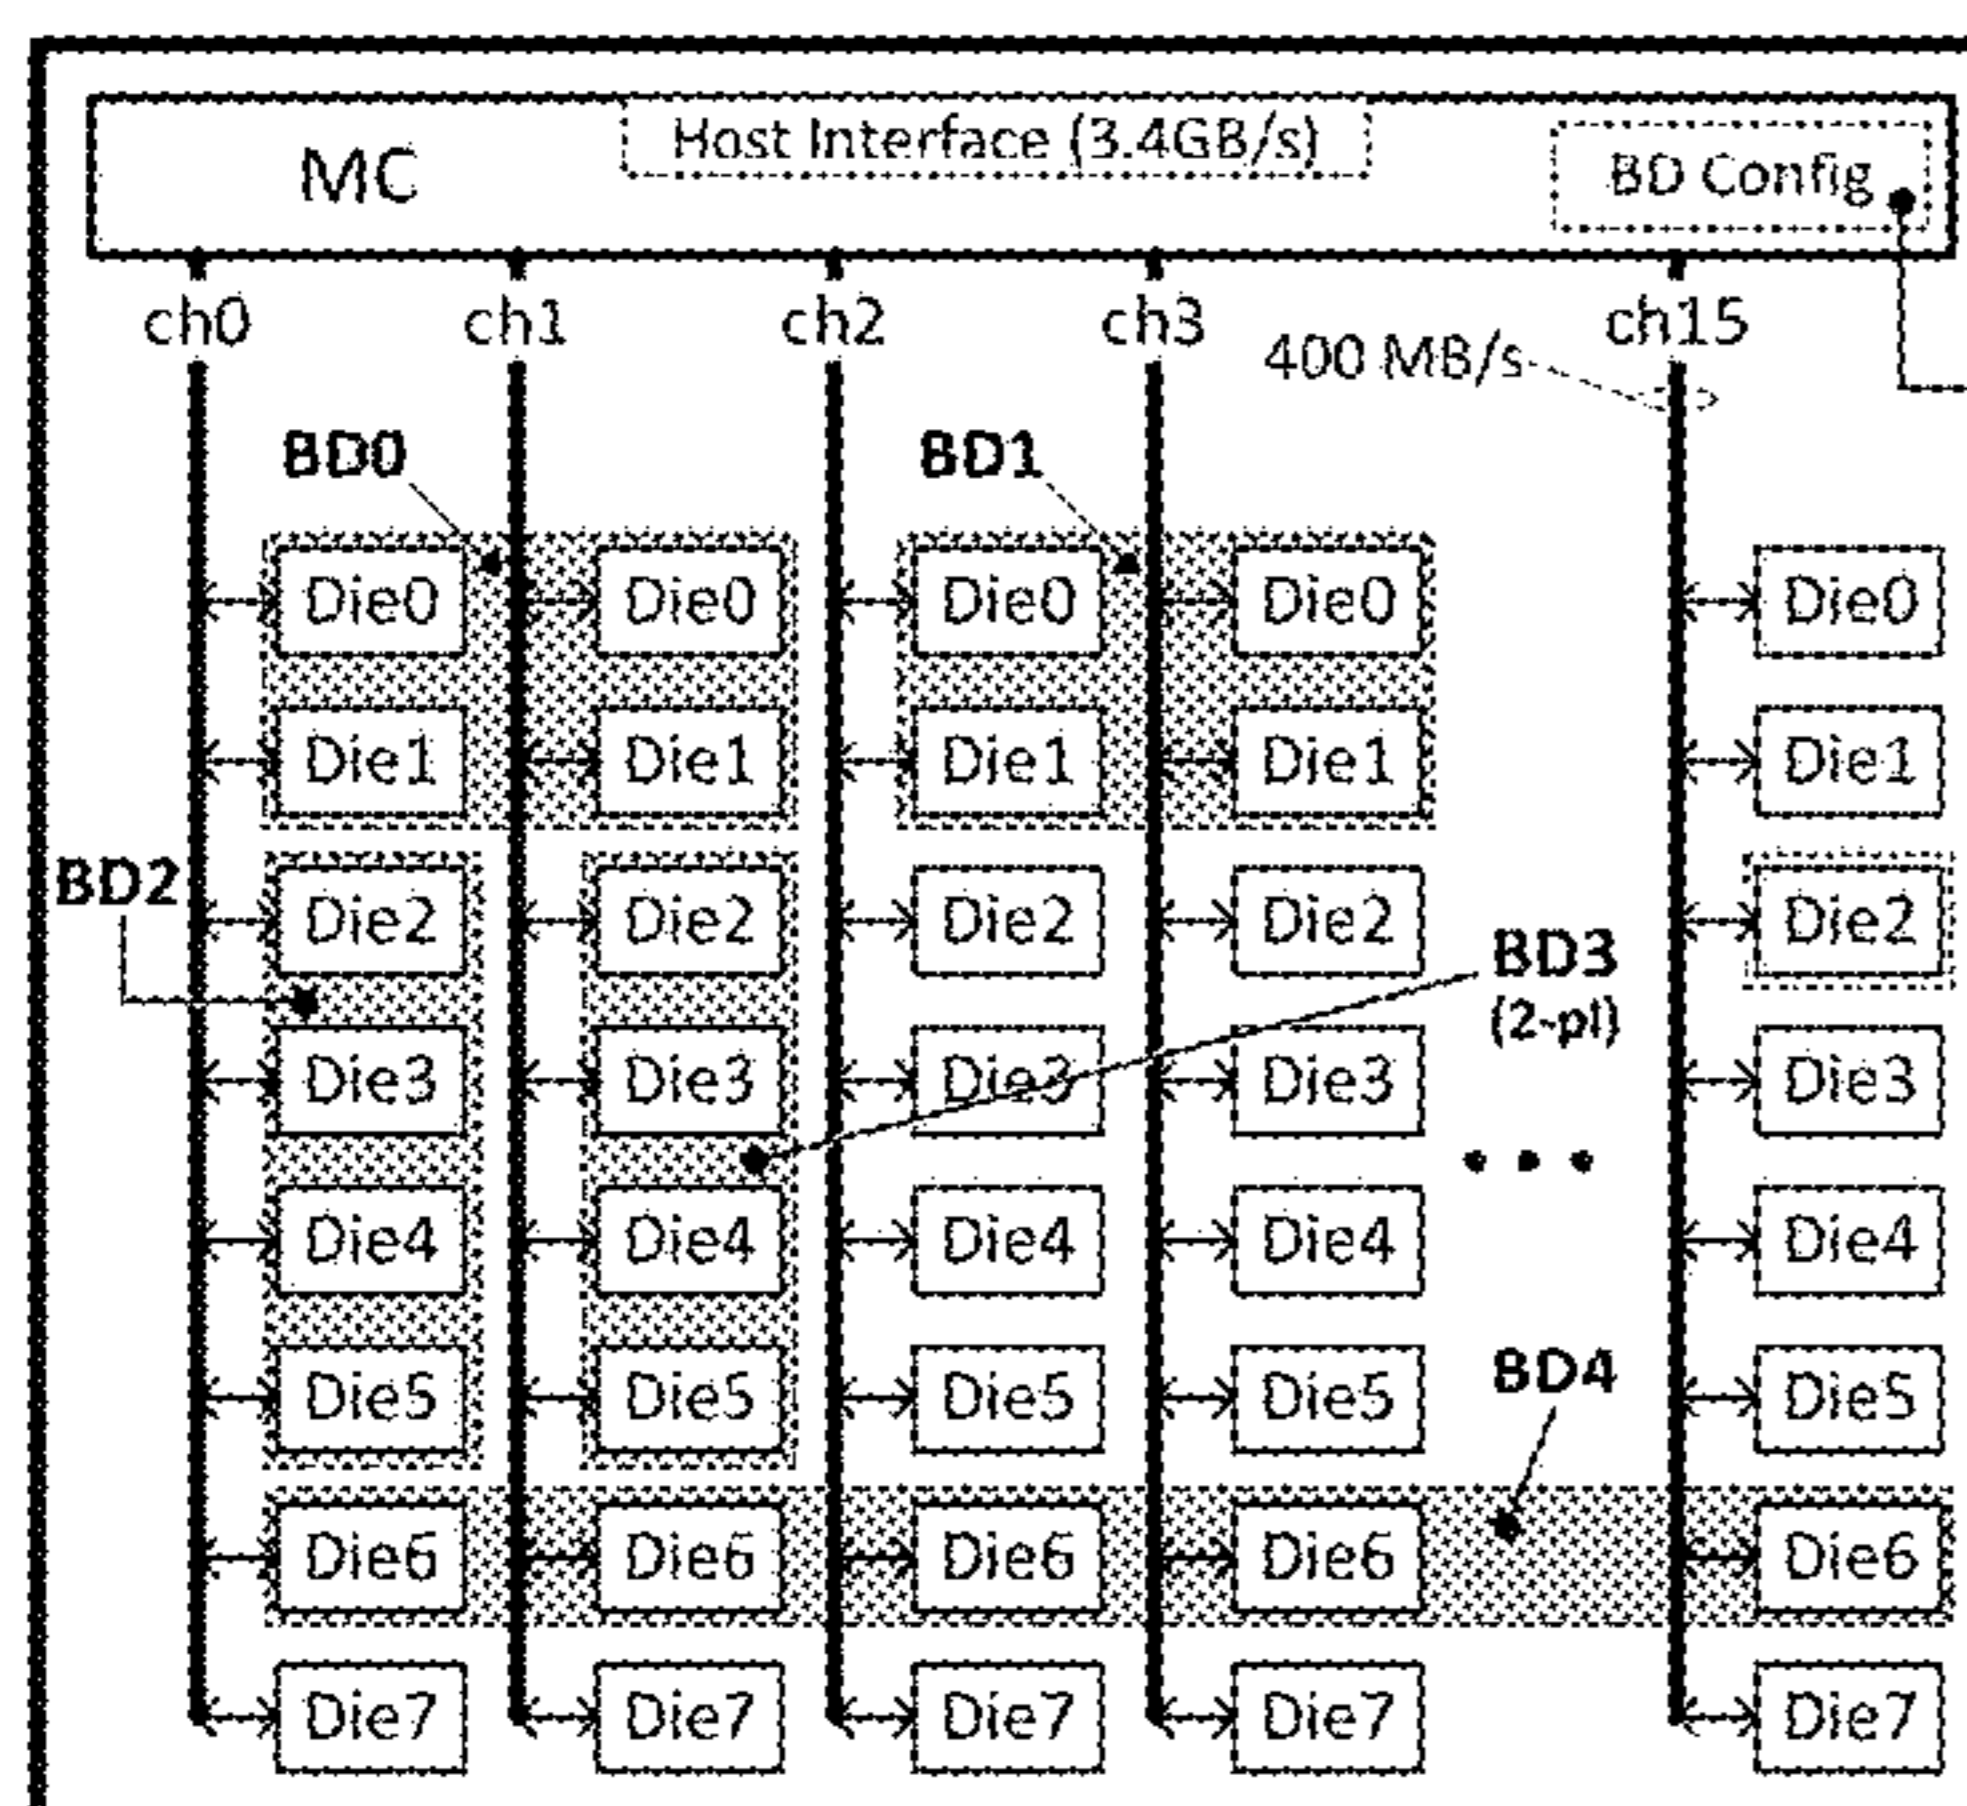 Host Interface (3.4GB/s)
MC
BD Config
ch0 ch1 ch2 ch3 ch15
400 MB/s
BD0 BD1
Die0 Die0 Die0 Die0 Die0
Die1 Die1 Die1 Die1 Die1
BD2
Die2 Die2 Die2 Die2 Die2
BD3
(2-pl)
Die3 Die3 Die3 Die3 Die3
Die4 Die4 Die4 Die4 Die4
BD4
Die5 Die5 Die5 Die5 Die5
Die6 Die6 Die6 Die6 Die6
Die7 Die7 Die7 Die7 Die7